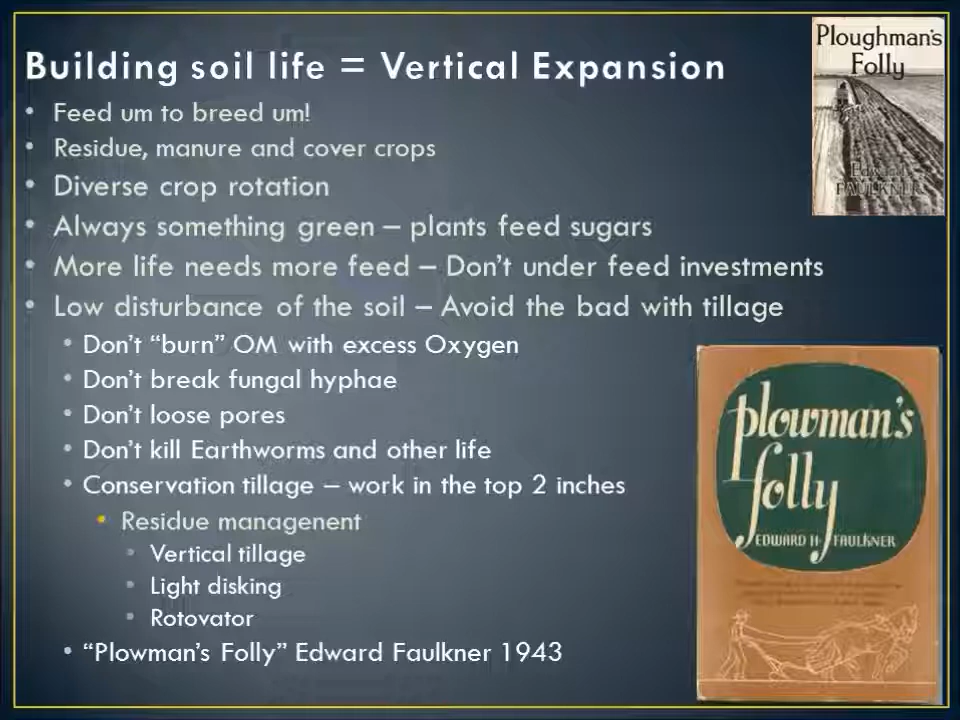 Building soil life = Vertical Expansion
• Feed um to breed um!
• Residue, manure and cover crops
• Diverse crop rotation
• Always something green – plants feed sugars
• More life needs more feed – Don't under feed investments
• Low disturbance of the soil – Avoid the bad with tillage
• Don't "burn" OM with excess Oxygen
• Don't break fungal hyphae
• Don't loose pores
• Don't kill Earthworms and other life
• Conservation tillage – work in the top 2 inches
• Residue management
• Vertical tillage
• Light disking
• Rotovator
• "Plowman's Folly" Edward Faulkner 1943
Ploughman's
Folly
FAULKNER
plowman's
folly
EDWARD H. FAULKNER